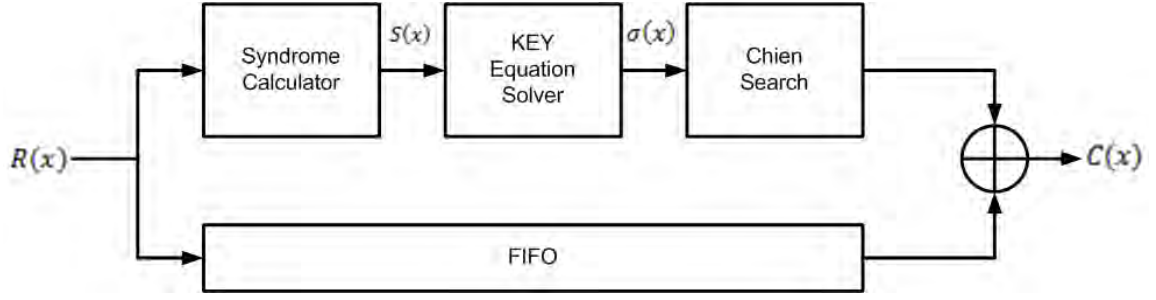 Syndrome
Calculator
S(x)
KEY
Equation
Solver
σ(x)
Chien
Search
R(x)
C(x)
FIFO